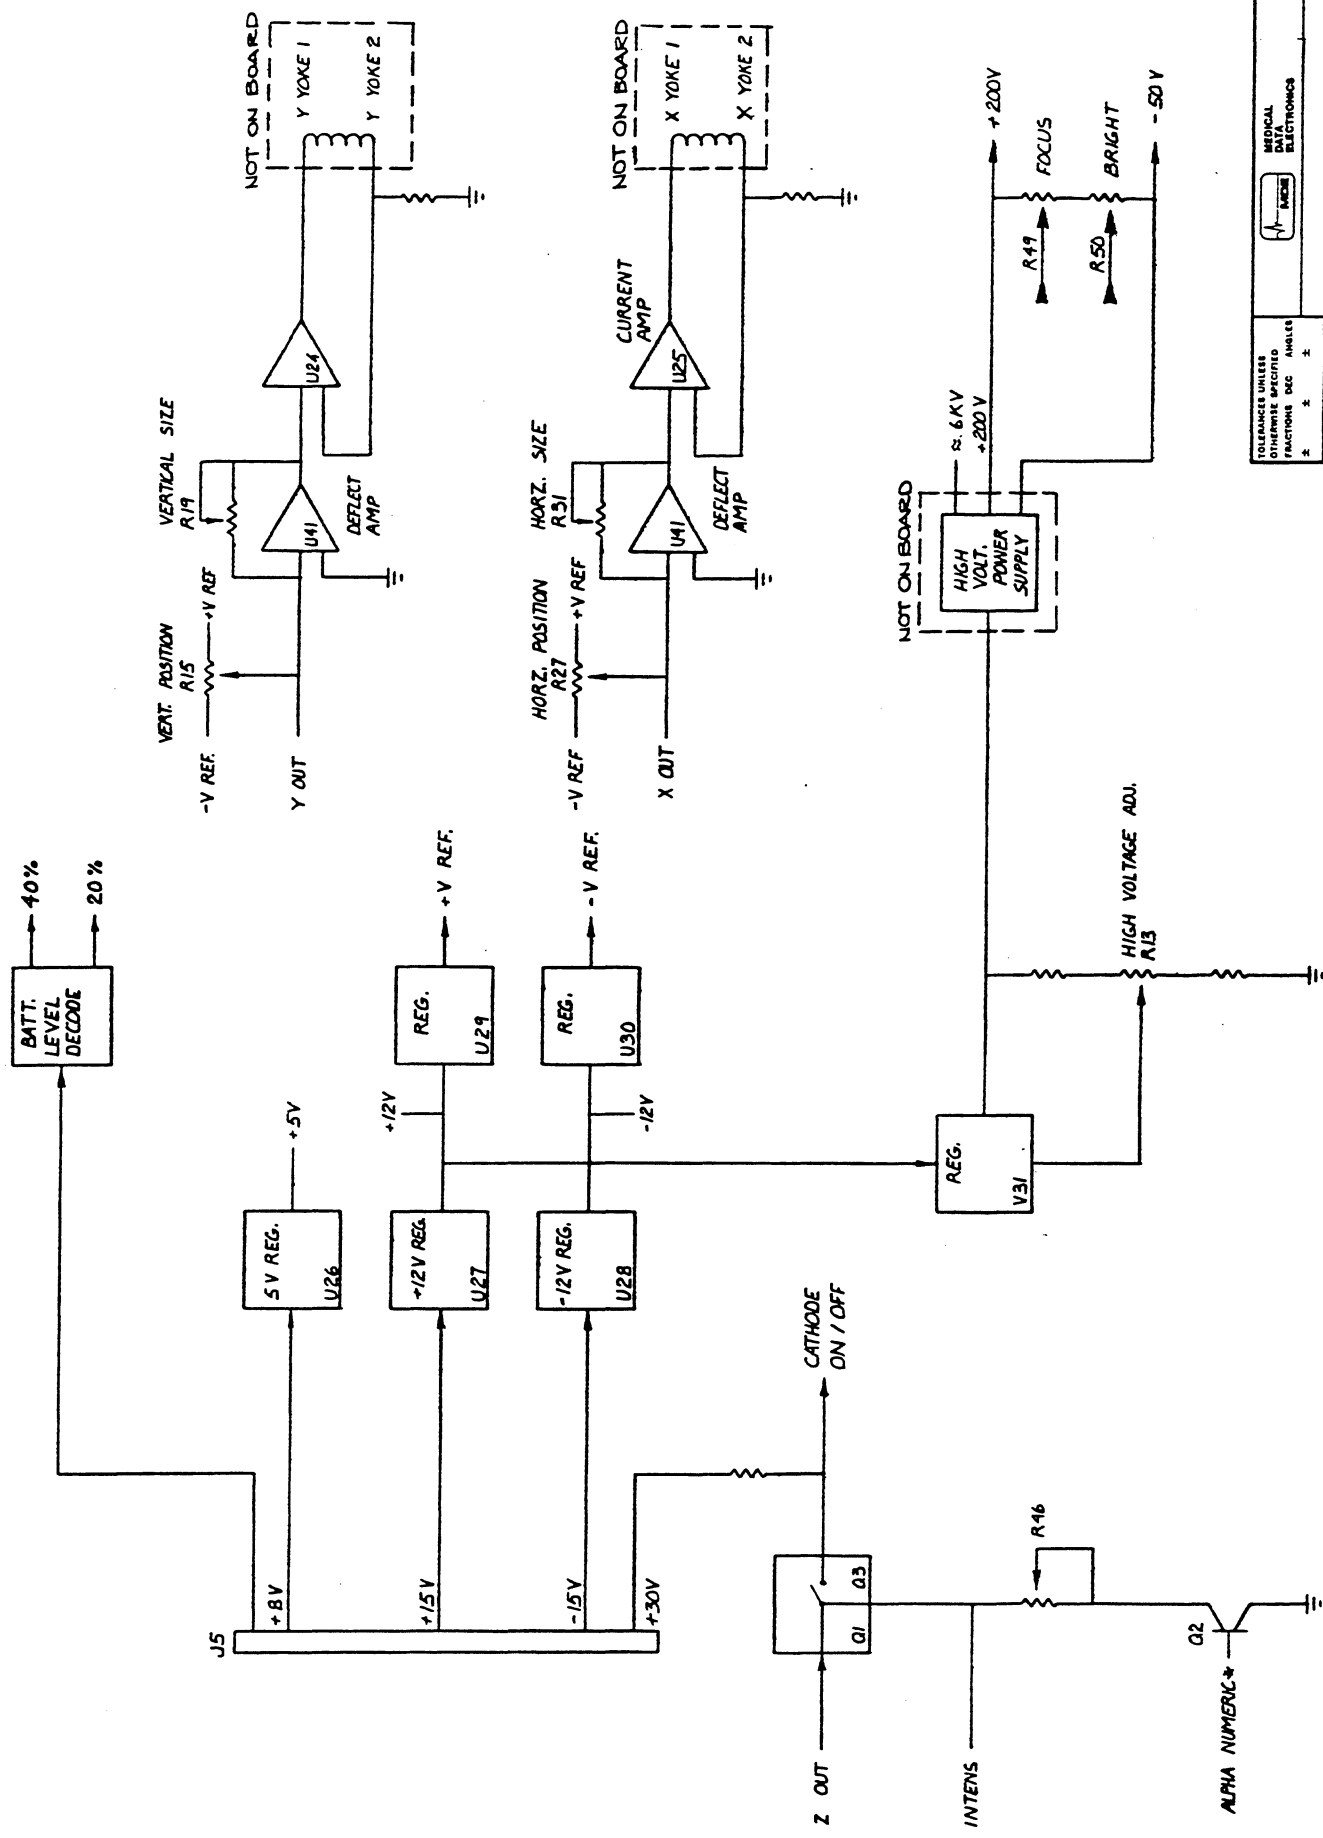 BATT.
LEVEL
DECODE
40%
20%
J5
+8V
+15V
-15V
+30V
5V REG.
U26
+5V
+12V REG.
U27
+12V
REG.
U29
+V REF.
-12V REG.
U28
-12V
REG.
U30
-V REF.
VERT. POSITION
R15
-V REF.
+V REF
Y OUT
VERTICAL SIZE
R19
U41
DEFLECT
AMP
U24
NOT ON BOARD
Y YOKE 1
Y YOKE 2
HORZ. POSITION
R27
-V REF
+V REF
X OUT
HORZ. SIZE
R31
U41
DEFLECT
AMP
CURRENT
AMP
U25
NOT ON BOARD
X YOKE 1
X YOKE 2
Z OUT
Q1
Q3
CATHODE
ON / OFF
INTENS
R46
Q2
ALPHA NUMERIC*
REG.
V31
HIGH VOLTAGE ADJ.
R13
NOT ON BOARD
HIGH
VOLT.
POWER
SUPPLY
≈ 6KV
+200V
+200V
R49
FOCUS
R50
BRIGHT
-50V
TOLERANCES UNLESS
OTHERWISE SPECIFIED
FRACTIONS DEC ANGLES
± ± ±
MDE
MEDICAL
DATA
ELECTRONICS